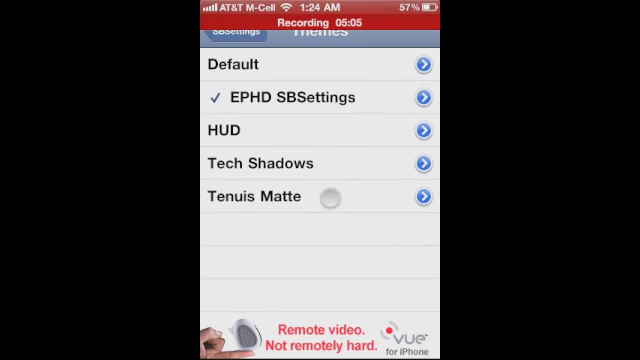 AT&T M-Cell 1:24 AM 57%
Recording 05:05
SBSettings Themes
Default
EPHD SBSettings
HUD
Tech Shadows
Tenuis Matte
Remote video.
Not remotely hard.
VUE
for iPhone